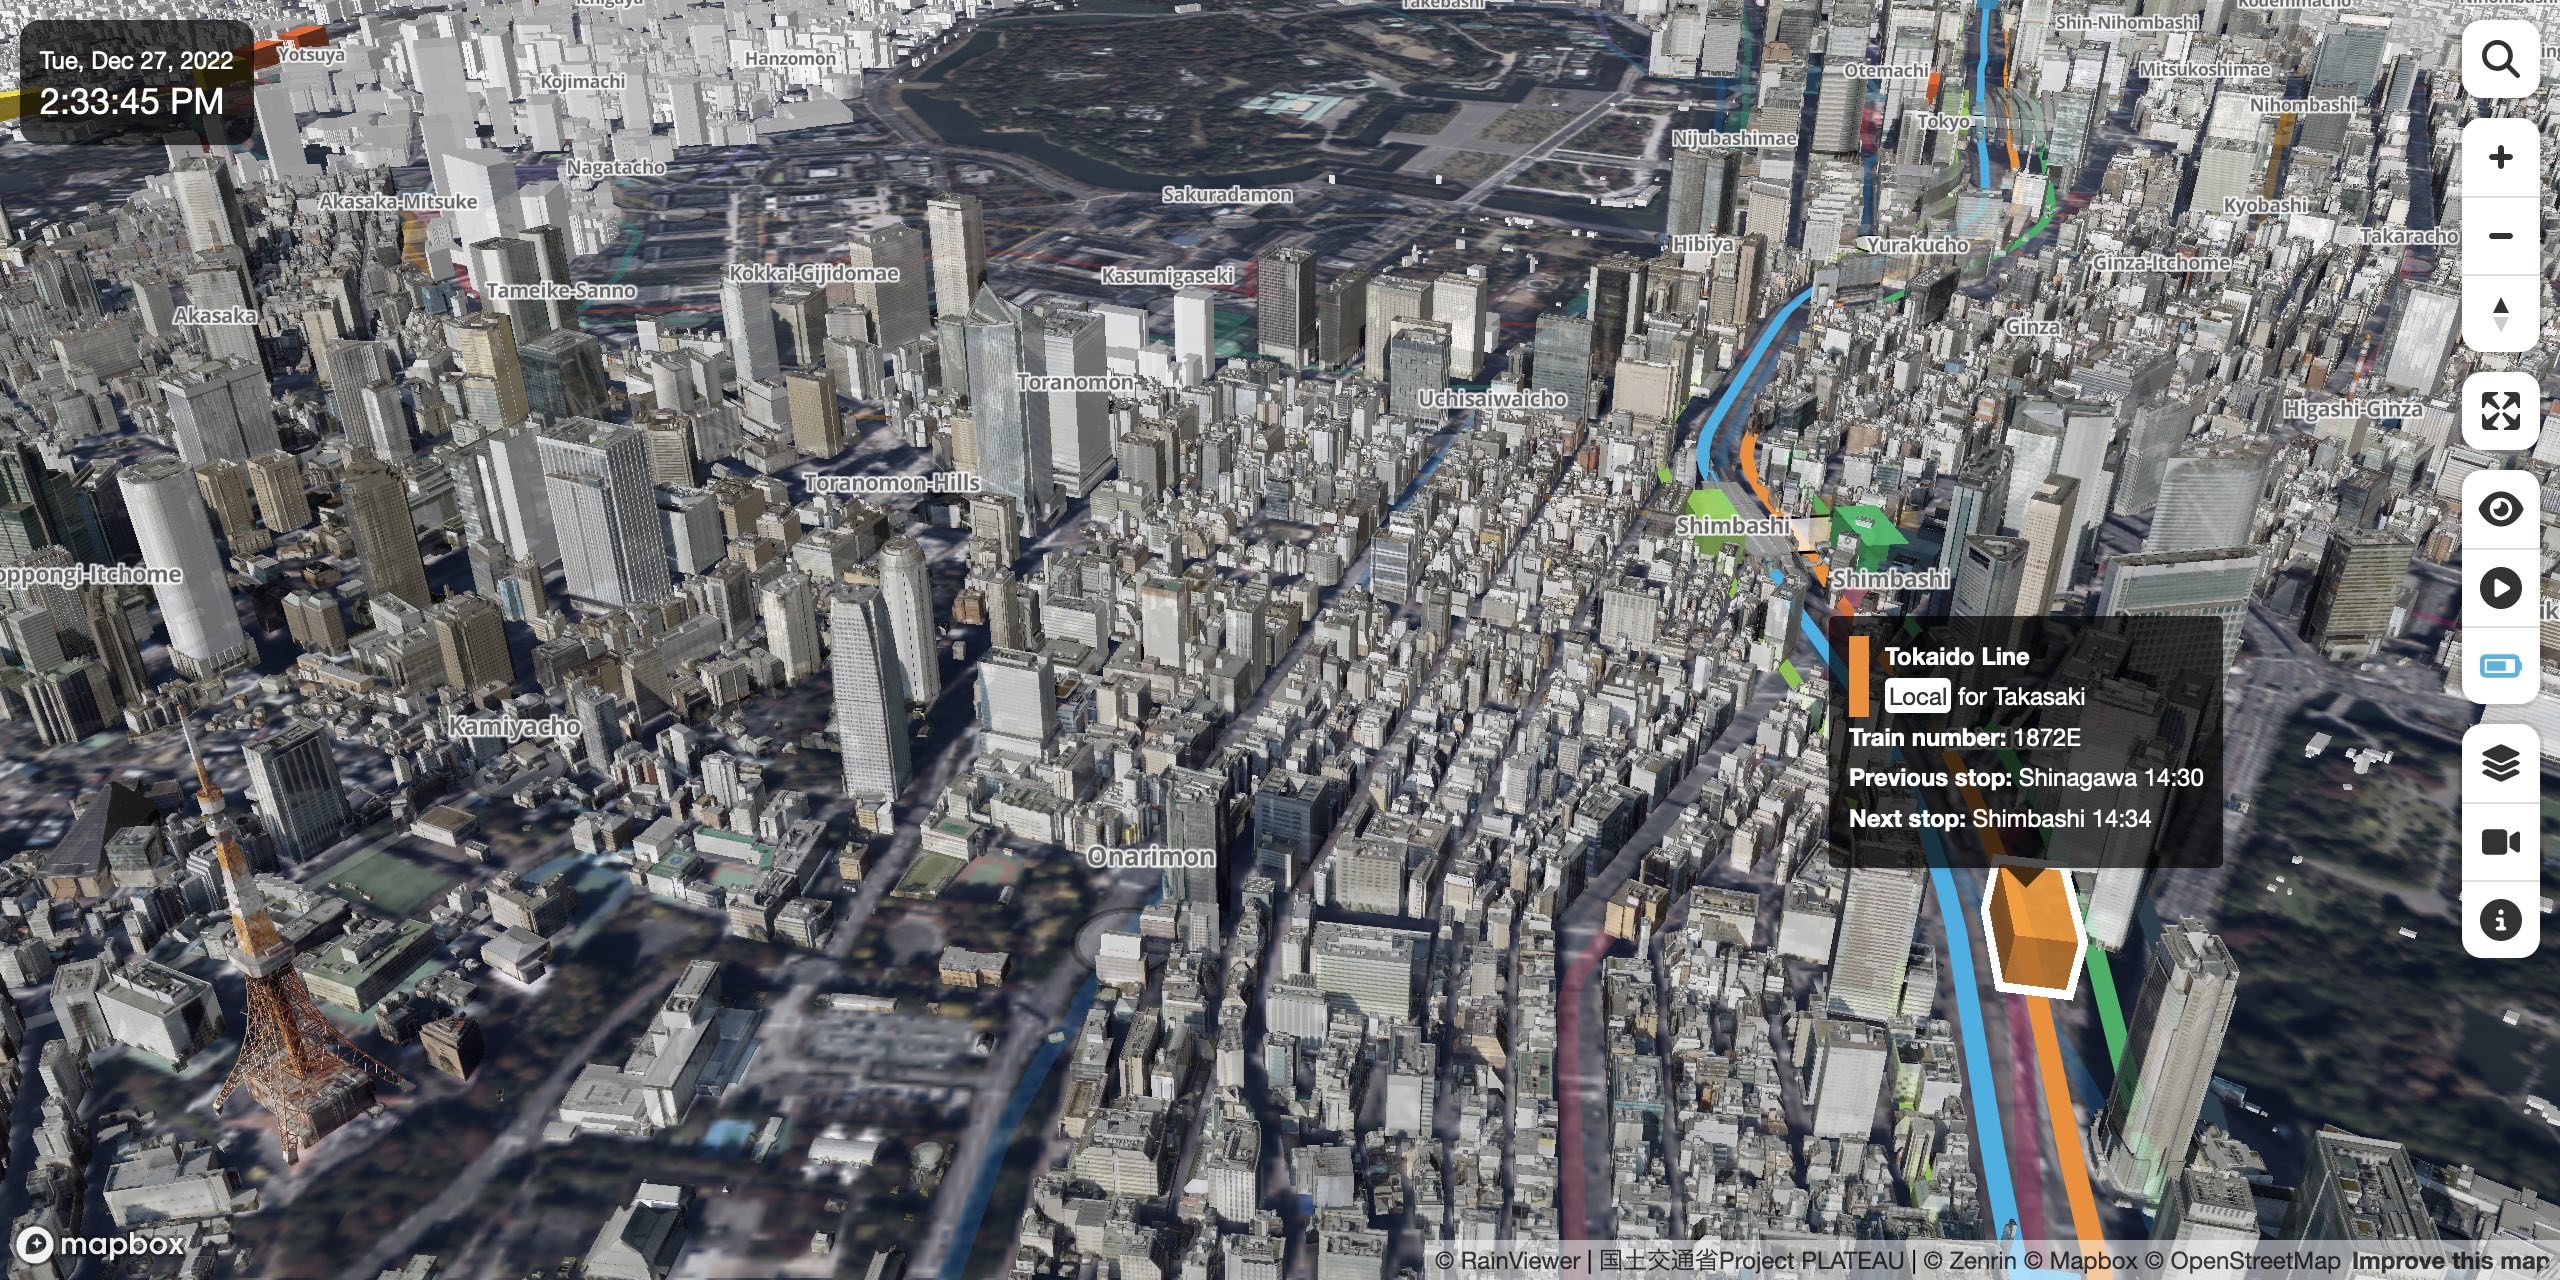 Tue, Dec 27, 2022
2:33:45 PM
Yotsuya
Kojimachi
Hanzomon
Shin-Nihombashi
Otemachi
Mitsukoshimae
Nihombashi
Tokyo
Nijubashimae
Nagatacho
Akasaka-Mitsuke
Sakuradamon
Kyobashi
Takaracho
Hibiya
Yurakucho
Ginza-Itchome
Kokkai-Gijidomae
Kasumigaseki
Tameike-Sanno
Akasaka
Ginza
Toranomon
Uchisaiwaicho
Higashi-Ginza
Toranomon-Hills
Shimbashi
oppongi-Itchome
Shimbashi
Tokaido Line
Local for Takasaki
Train number: 1872E
Previous stop: Shinagawa 14:30
Next stop: Shimbashi 14:34
Kamiyacho
Onarimon
mapbox
© RainViewer | 国土交通省Project PLATEAU | © Zenrin © Mapbox © OpenStreetMap Improve this map